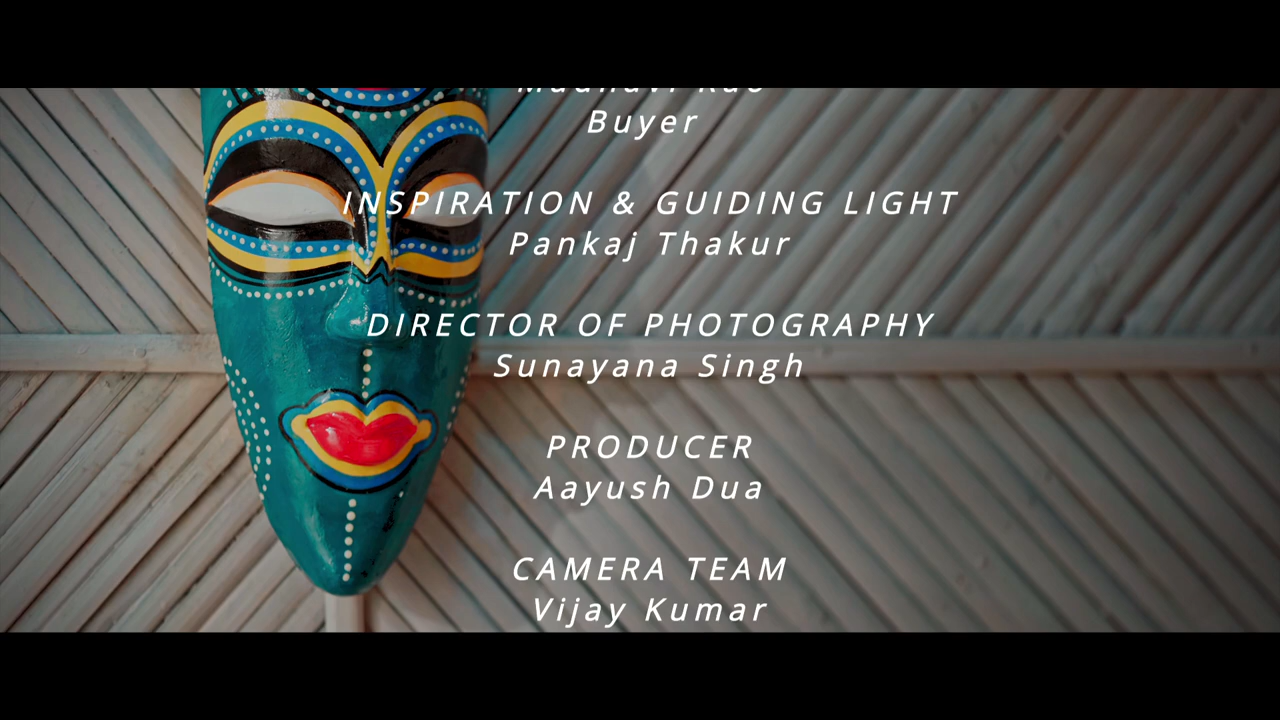 Buyer
INSPIRATION & GUIDING LIGHT
Pankaj Thakur
DIRECTOR OF PHOTOGRAPHY
Sunayana Singh
PRODUCER
Aayush Dua
CAMERA TEAM
Vijay Kumar